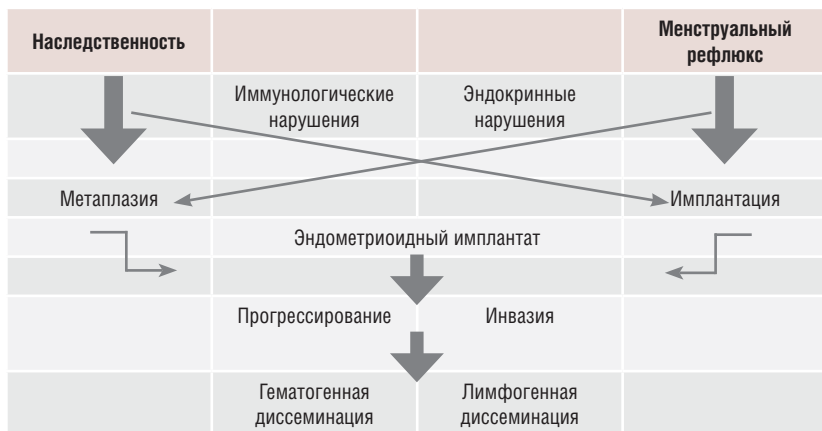 Наследственность
Менструальный
рефлюкс
Иммунологические
нарушения
Эндокринные
нарушения
Метаплазия
Имплантация
Эндометриоидный имплантат
Прогрессирование
Инвазия
Гематогенная
диссеминация
Лимфогенная
диссеминация